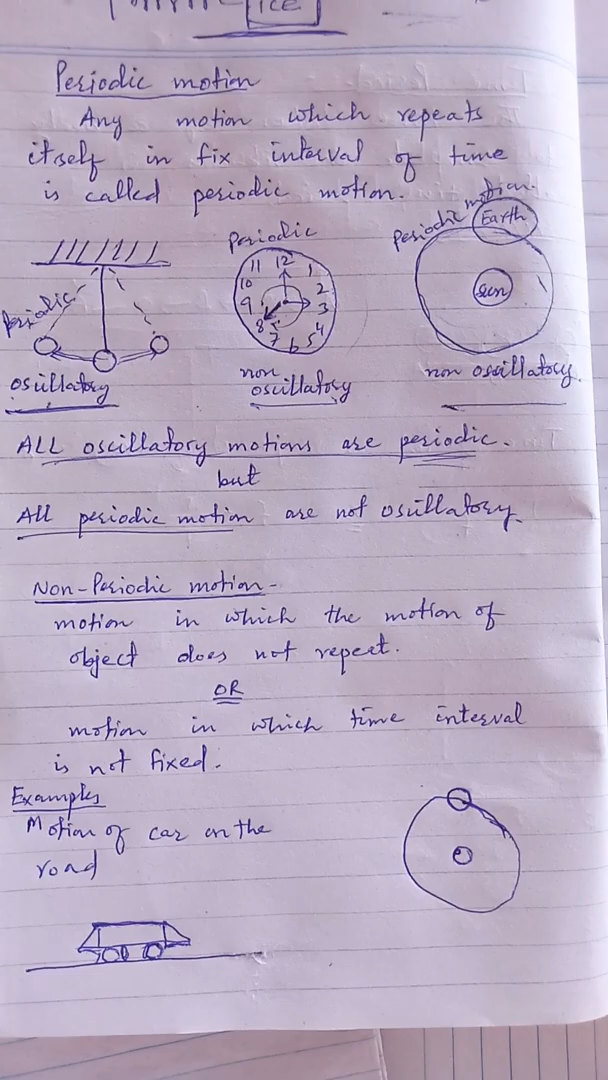 ice
Periodic motion
Any motion which repeats
itself in fix interval of time
is called periodic motion.
Periodic
oscillatory
Periodic
11 12 1
10 2
9 3
8 4
7 6 5
non
oscillatory
Periodic motion.
Earth
sun
non oscillatory.
ALL oscillatory motions are periodic.
but
All periodic motion are not oscillatory
Non-Periodic motion-
motion in which the motion of
object does not repeat.
OR
motion in which time interval
is not fixed.
Examples
Motion of car on the
road